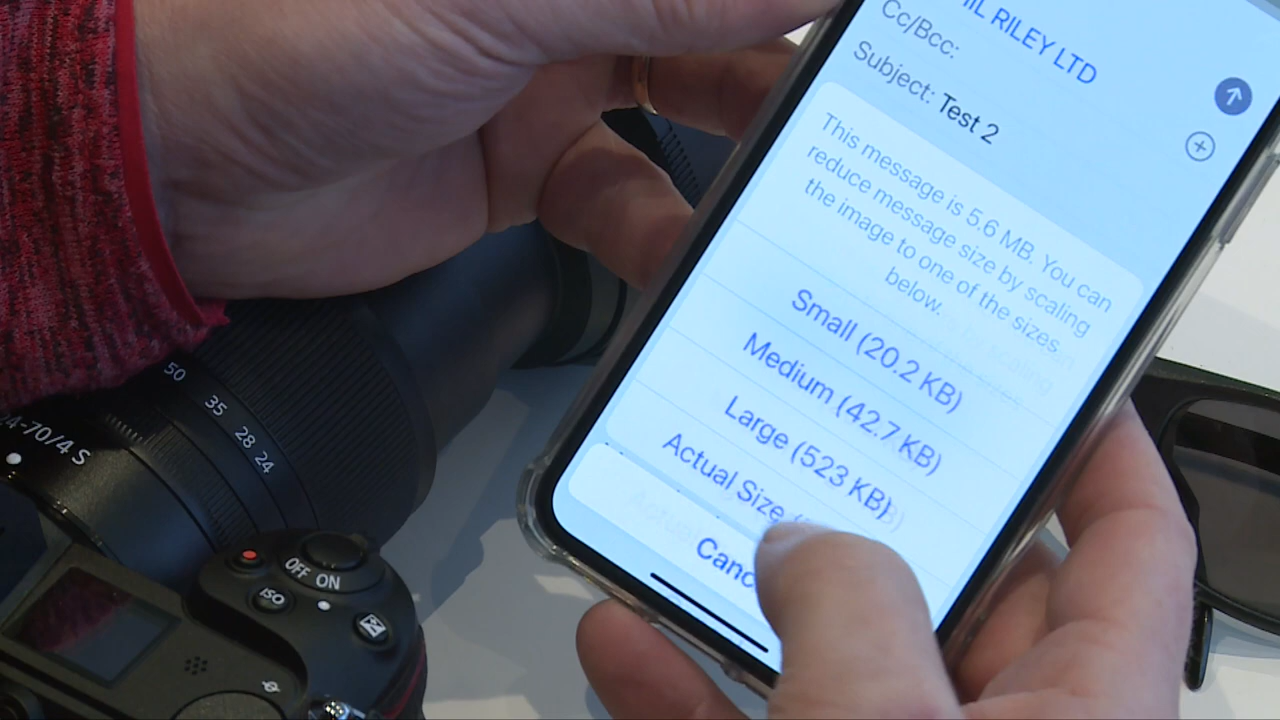 IL RILEY LTD
Cc/Bcc:
Subject: Test 2
This message is 5.6 MB. You can
reduce message size by scaling
the image to one of the sizes
below.
Small (20.2 KB)
Medium (42.7 KB)
Large (523 KB)
Actual Size
Canc
50
35
28
24
24-70/4 S
OFF ON
ISO